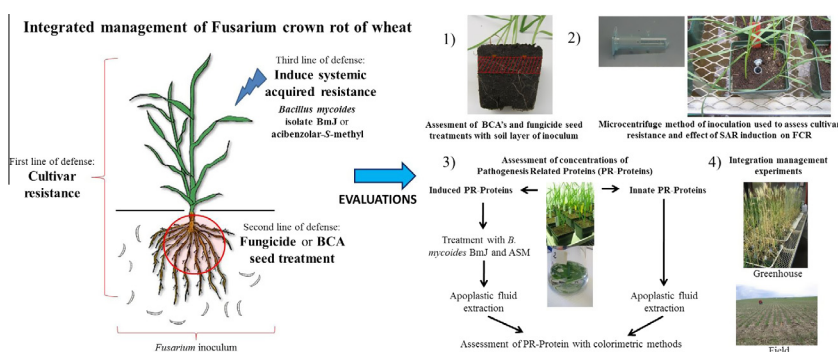 Integrated management of Fusarium crown rot of wheat
Third line of defense:
Induce systemic
acquired resistance
Bacillus mycoides
isolate BmJ or
acibenzolar-S-methyl
First line of defense:
Cultivar
resistance
Second line of defense:
Fungicide or BCA
seed treatment
Fusarium inoculum
EVALUATIONS
1)
Assesment of BCA's and fungicide seed
treatments with soil layer of inoculum
2)
Microcentrifuge method of inoculation used to assess cultivar
resistance and effect of SAR induction on FCR
3)
Assessment of concentrations of
Pathogenesis Related Proteins (PR-Proteins)
Induced PR-Proteins
Innate PR-Proteins
Treatment with B.
mycoides BmJ and ASM
Apoplastic fluid
extraction
Apoplastic fluid
extraction
Assessment of PR-Protein with colorimetric methods
4)
Integration management
experiments
Greenhouse
Field